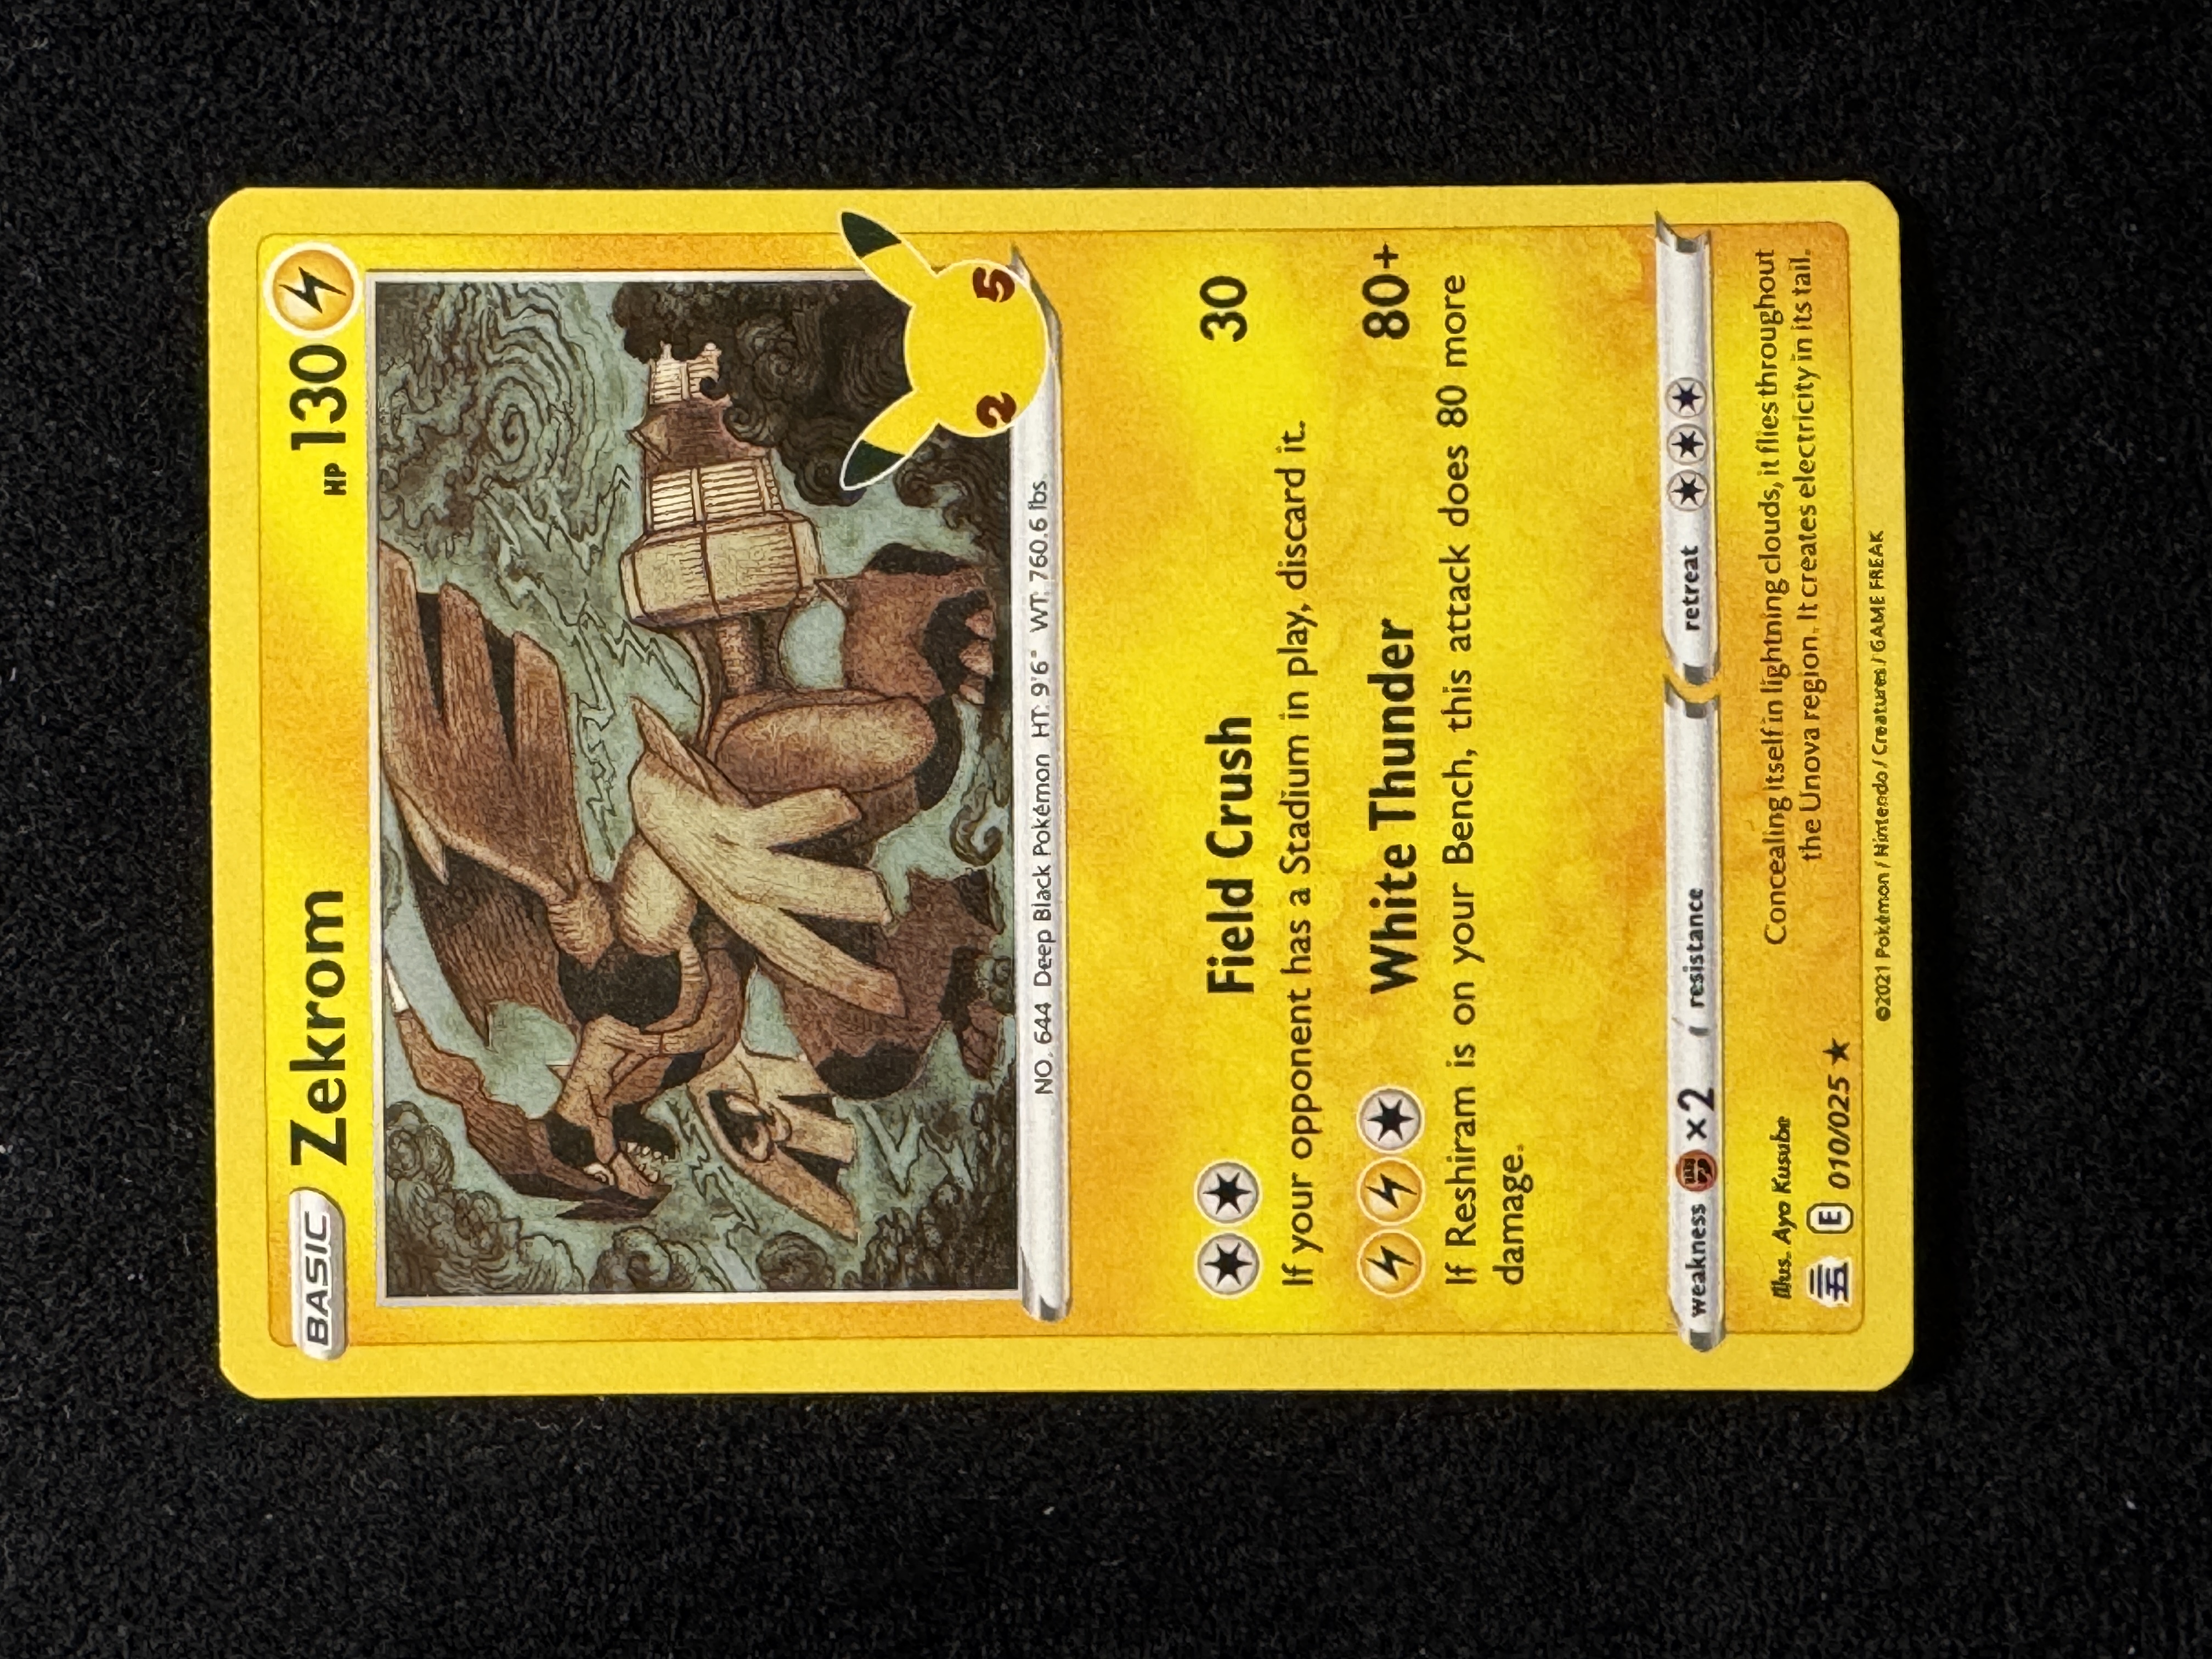 BASIC Zekrom HP 130
25
NO. 644 Deep Black Pokémon HT: 9'6" WT: 760.6 lbs.
Field Crush 30
If your opponent has a Stadium in play, discard it.
White Thunder 80+
If Reshiram is on your Bench, this attack does 80 more
damage.
weakness ×2 resistance retreat
Illus. Aya Kusube
Concealing itself in lightning clouds, it flies throughout
the Unova region. It creates electricity in its tail.
E 010/025 ★
©2021 Pokémon / Nintendo / Creatures / GAME FREAK